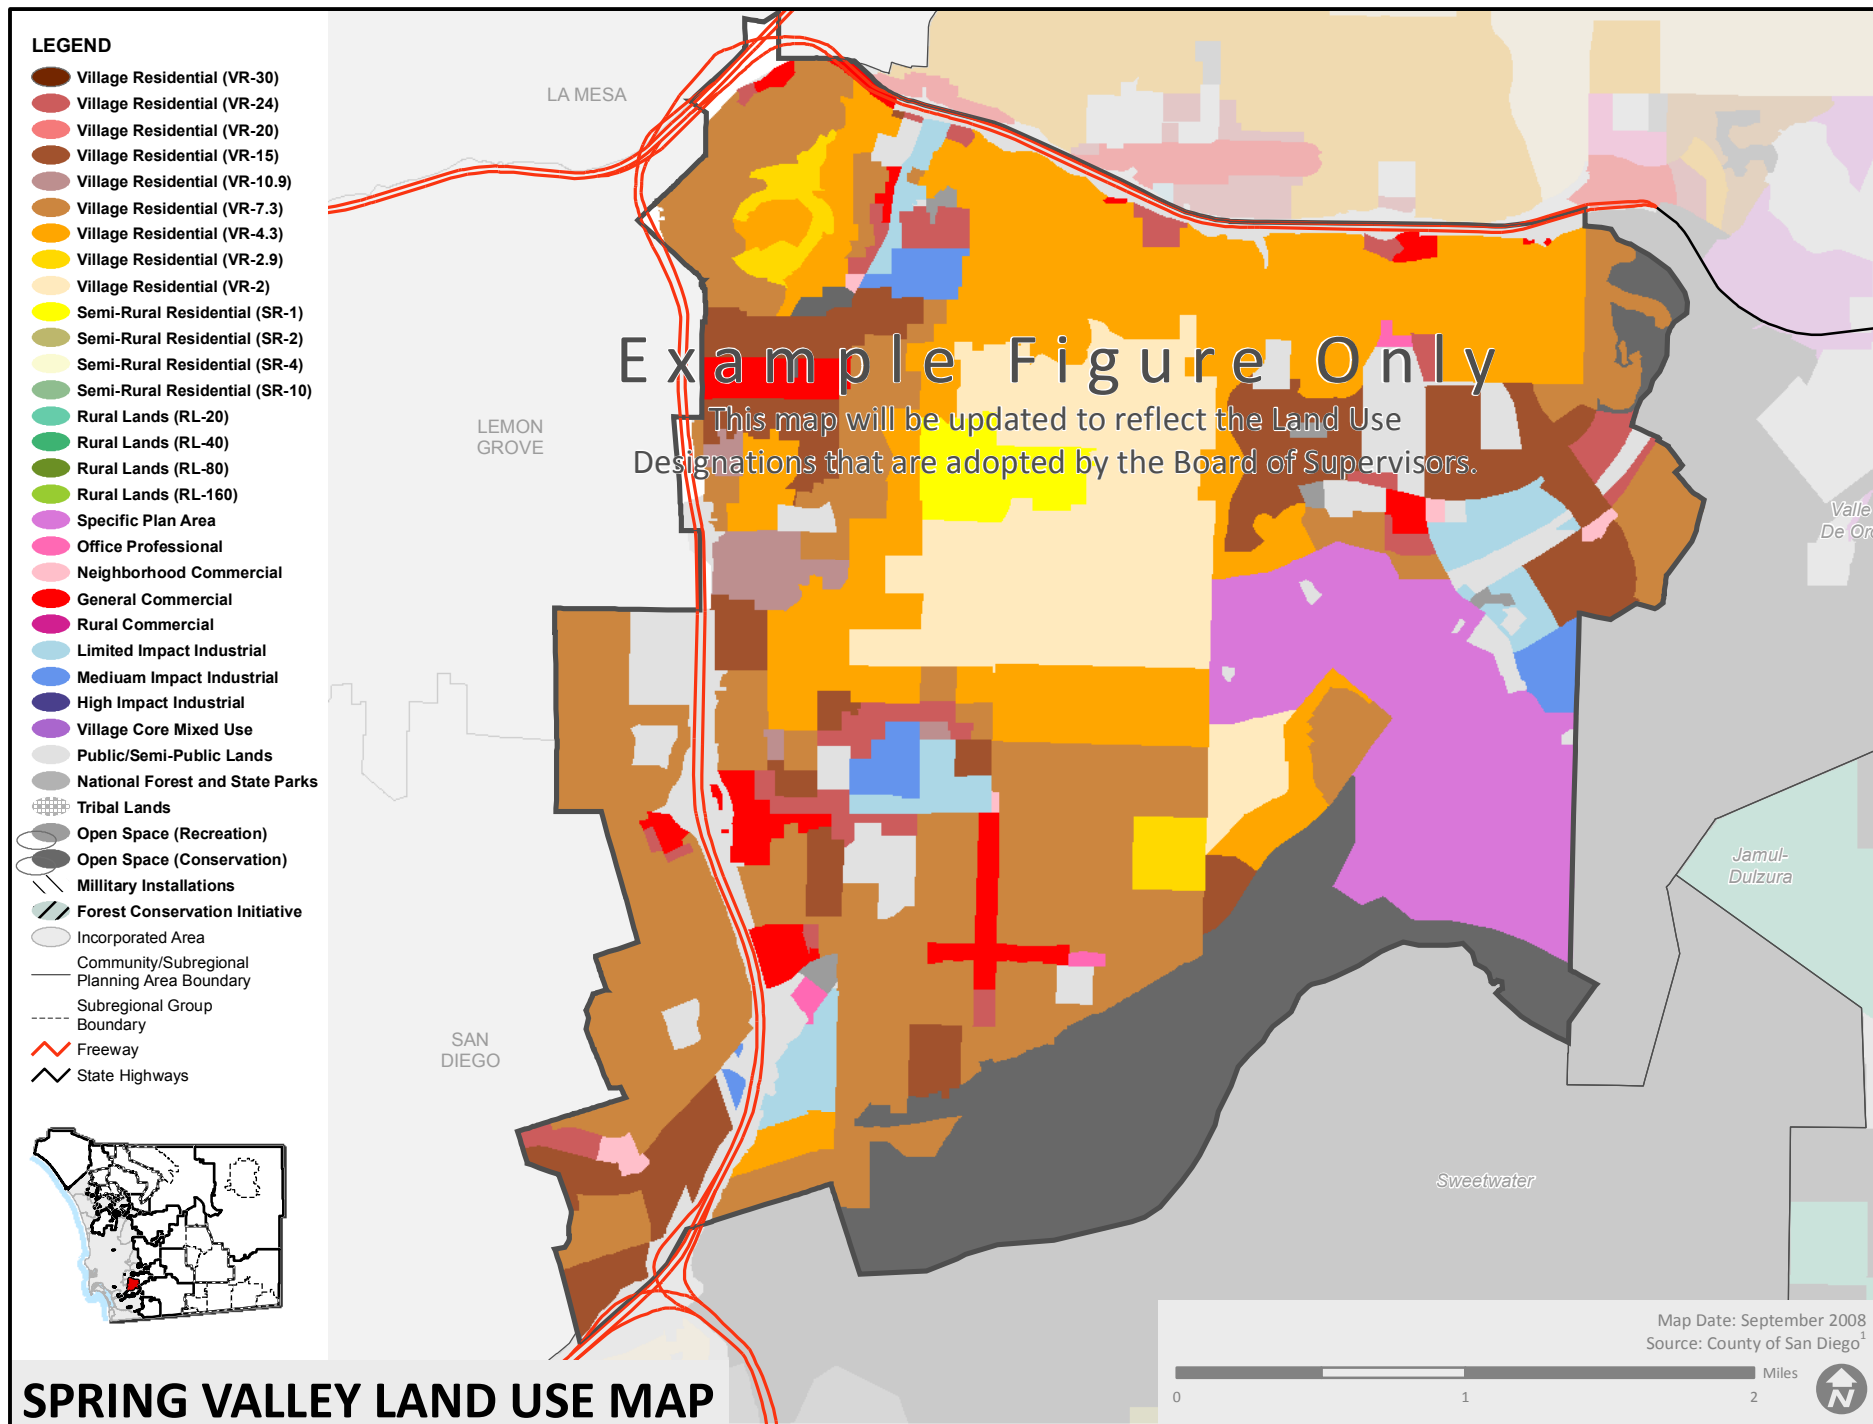 LEGEND
Village Residential (VR-30)
Village Residential (VR-24)
Village Residential (VR-20)
Village Residential (VR-15)
Village Residential (VR-10.9)
Village Residential (VR-7.3)
Village Residential (VR-4.3)
Village Residential (VR-2.9)
Village Residential (VR-2)
Semi-Rural Residential (SR-1)
Semi-Rural Residential (SR-2)
Semi-Rural Residential (SR-4)
Semi-Rural Residential (SR-10)
Rural Lands (RL-20)
Rural Lands (RL-40)
Rural Lands (RL-80)
Rural Lands (RL-160)
Specific Plan Area
Office Professional
Neighborhood Commercial
General Commercial
Rural Commercial
Limited Impact Industrial
Mediuam Impact Industrial
High Impact Industrial
Village Core Mixed Use
Public/Semi-Public Lands
National Forest and State Parks
Tribal Lands
Open Space (Recreation)
Open Space (Conservation)
Millitary Installations
Forest Conservation Initiative
Incorporated Area
Community/Subregional
Planning Area Boundary
Subregional Group
Boundary
Freeway
State Highways
LA MESA
LEMON
GROVE
SAN
DIEGO
Example Figure Only
This map will be updated to reflect the Land Use
Designations that are adopted by the Board of Supervisors.
Valle
De Oro
Jamul-
Dulzura
Sweetwater
Map Date: September 2008
Source: County of San Diego1
Miles
0 1 2
N
SPRING VALLEY LAND USE MAP